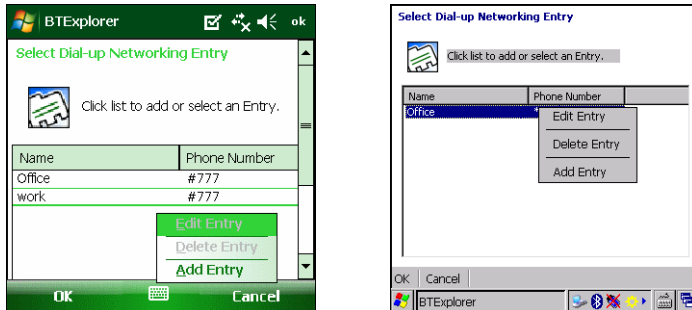 BTExplorer ok
Select Dial-up Networking Entry
Click list to add or select an Entry.
Name Phone Number
Office #777
work #777
Edit Entry
Delete Entry
Add Entry
OK Cancel
Select Dial-up Networking Entry
Click list to add or select an Entry.
Name Phone Number
Office
Edit Entry
Delete Entry
Add Entry
OK Cancel
BTExplorer